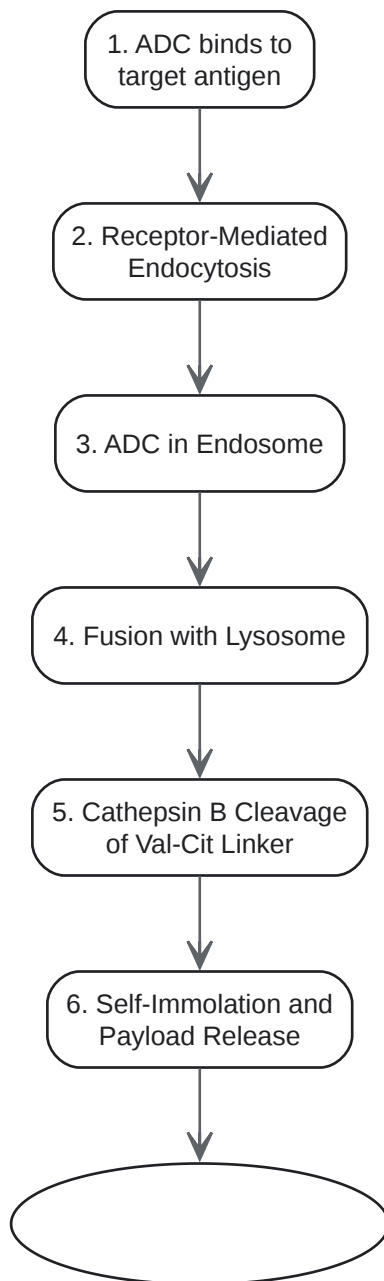 1. ADC binds to
target antigen
2. Receptor-Mediated
Endocytosis
3. ADC in Endosome
4. Fusion with Lysosome
5. Cathepsin B Cleavage
of Val-Cit Linker
6. Self-Immolation and
Payload Release